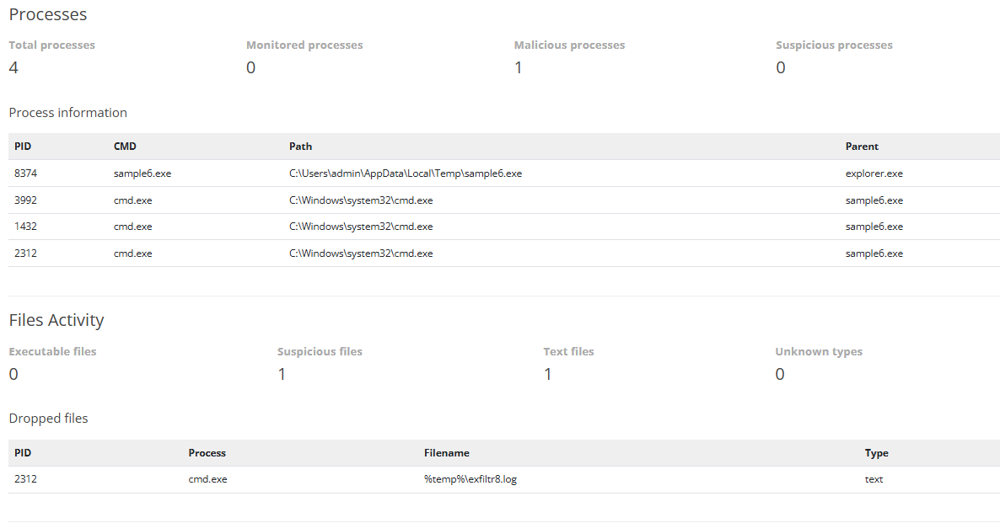 Processes
Total processes Monitored processes Malicious processes Suspicious processes
4 0 1 0
Process information
PID CMD Path Parent
8374 sample6.exe C:\Users\admin\AppData\Local\Temp\sample6.exe explorer.exe
3992 cmd.exe C:\Windows\system32\cmd.exe sample6.exe
1432 cmd.exe C:\Windows\system32\cmd.exe sample6.exe
2312 cmd.exe C:\Windows\system32\cmd.exe sample6.exe
Files Activity
Executable files Suspicious files Text files Unknown types
0 1 1 0
Dropped files
PID Process Filename Type
2312 cmd.exe %temp%\exfiltr8.log text